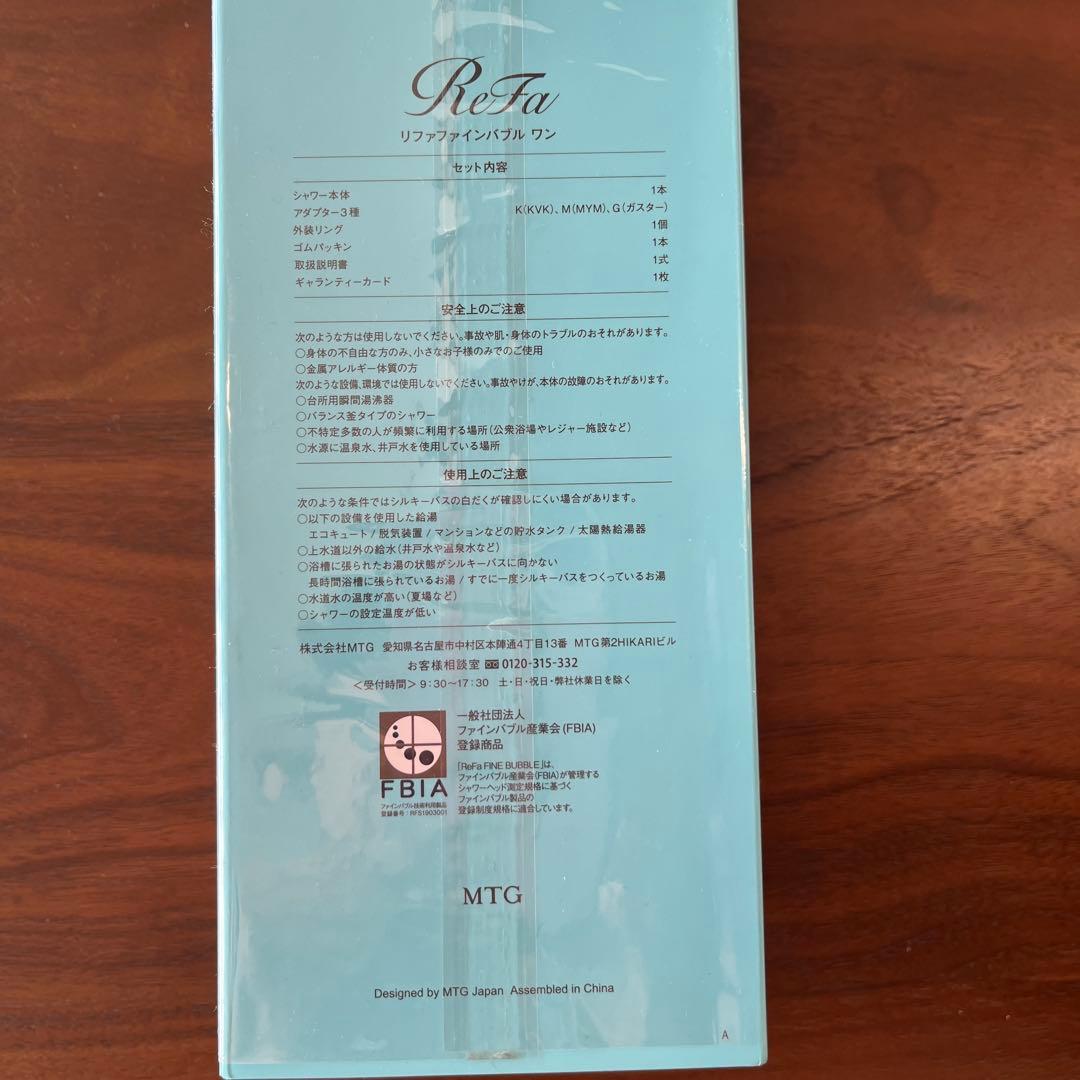 ReFa
リファファインバブル ワン
セット内容
シャワー本体 1本
アダプター3種 K(KVK)、M(MYM)、G(ガスター)
外装リング 1個
ゴムパッキン 1本
取扱説明書 1式
ギャランティーカード 1枚
安全上のご注意
次のような方は使用しないでください。事故や肌・身体のトラブルのおそれがあります。
○身体の不自由な方のみ、小さなお子様のみでのご使用
○金属アレルギー体質の方
次のような設備、環境では使用しないでください。事故やけが、本体の故障のおそれがあります。
○台所用瞬間湯沸器
○バランス釜タイプのシャワー
○不特定多数の人が頻繁に利用する場所(公衆浴場やレジャー施設など)
○水源に温泉水、井戸水を使用している場所
使用上のご注意
次のような条件ではシルキーバスの白だくが確認しにくい場合があります。
○以下の設備を使用した給湯
エコキュート / 脱気装置 / マンションなどの貯水タンク / 太陽熱給湯器
○上水道以外の給水(井戸水や温泉水など)
○浴槽に張られたお湯の状態がシルキーバスに向かない
長時間浴槽に張られているお湯 / すでに一度シルキーバスをつくっているお湯
○水道水の温度が高い(夏場など)
○シャワーの設定温度が低い
株式会社MTG 愛知県名古屋市中村区本陣通4丁目13番 MTG第2HIKARIビル
お客様相談室 0120-315-332
<受付時間> 9:30~17:30 土・日・祝日・弊社休業日を除く
一般社団法人
ファインバブル産業会(FBIA)
登録商品
「ReFa FINE BUBBLE」は、
ファインバブル産業会(FBIA)が管理する
シャワーヘッド測定規格に基づく
ファインバブル製品の
登録制度規格に適合しています。
FBIA
ファインバブル技術利用製品
登録番号:RFS1903001
MTG
Designed by MTG Japan Assembled in China
A